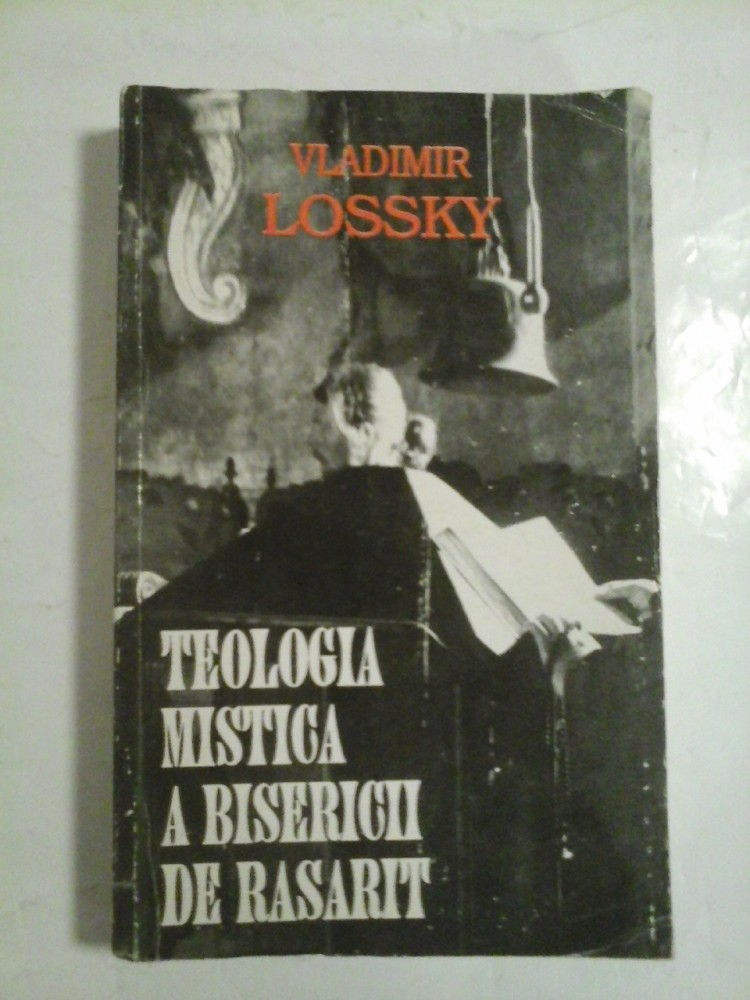 VLADIMIR
LOSSKY
TEOLOGIA
MISTICA
A BISERICII
DE RASARIT